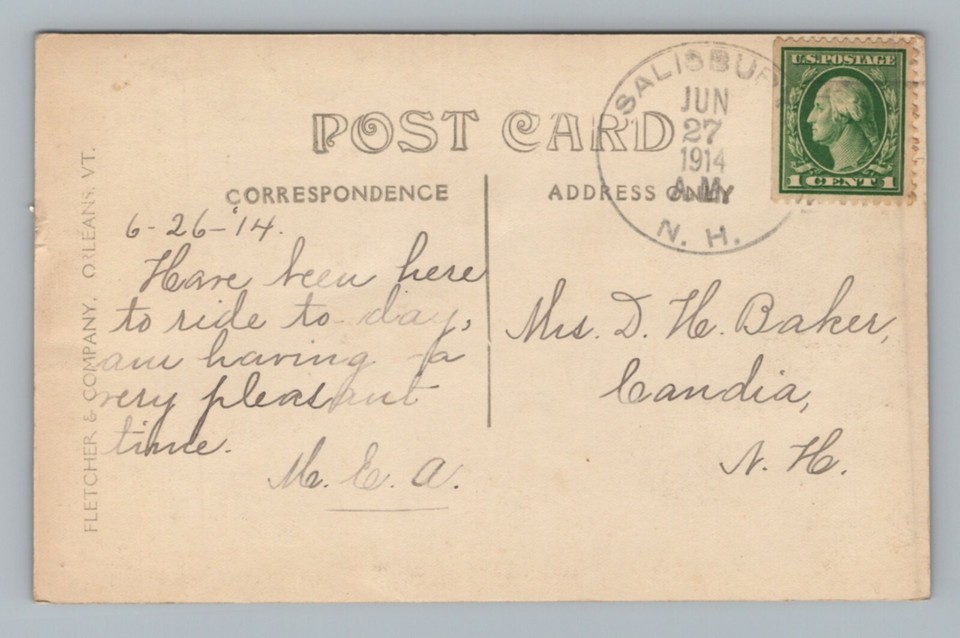 POST CARD
CORRESPONDENCE
ADDRESS ONLY
SALISBURY
JUN
27
1914
A.M.
N. H.
U.S. POSTAGE
1 CENT 1
6-26-'14.
Have been here
to ride to-day,
am having a
very pleasant
time.
M. E. A.
Mrs. D. H. Baker,
Candia,
N. H.
FLETCHER & COMPANY, ORLEANS, VT.